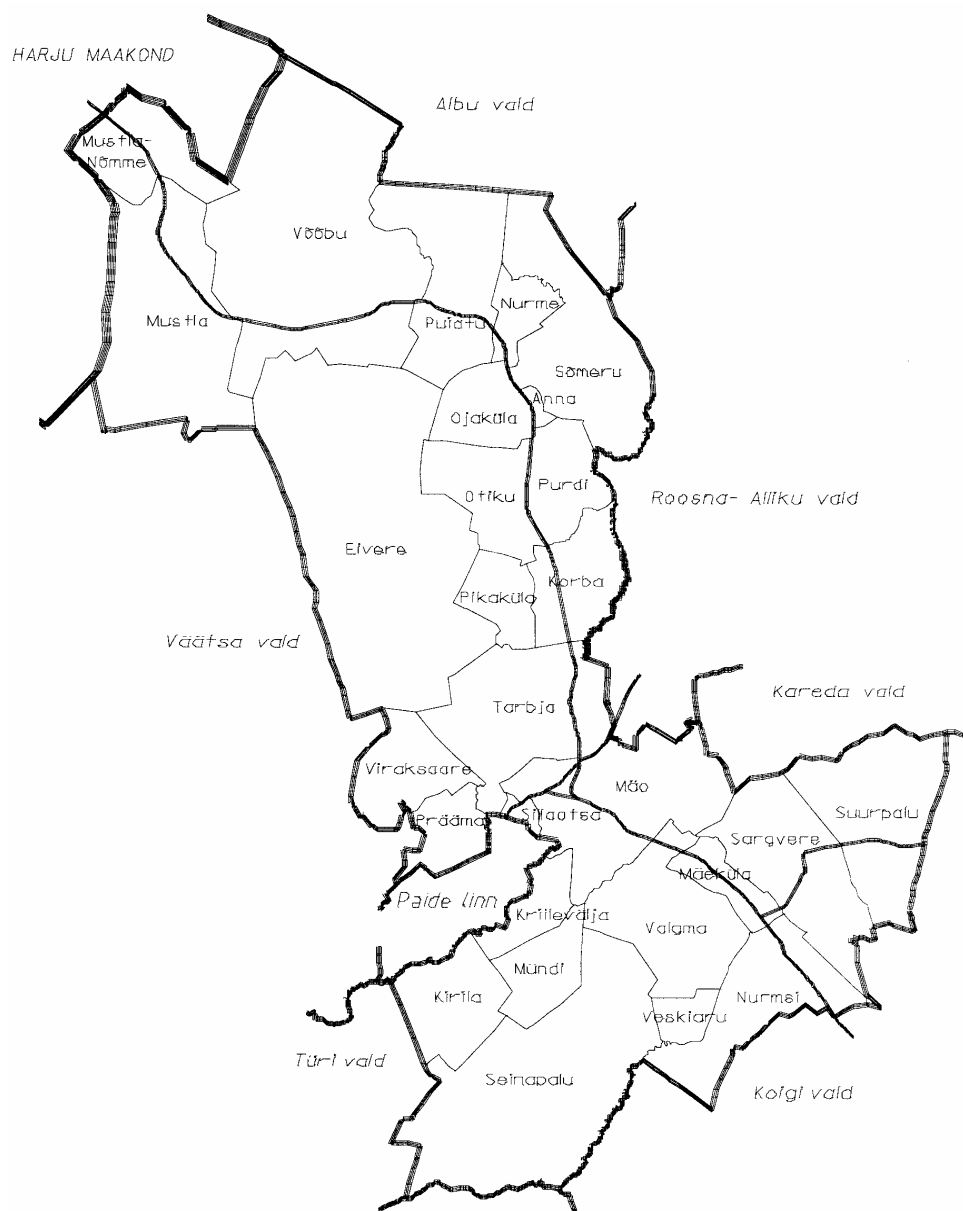 HARJU MAAKOND
Albu vald
Mustla-
Nõmme
Võõbu
Nurme
Mustla
Puiatu
Sõmeru
Anna
Ojaküla
Otiku
Purdi
Roosna- Alliku vald
Eivere
Pikaküla
Korba
Väätsa vald
Kareda vald
Tarbja
Viraksaare
Mäo
Prääma
Sillaotsa
Sargvere
Suurpalu
Mäeküla
Paide linn
Kriilevälja
Valgma
Mündi
Kirila
Nurmsi
Veskiaru
Türi vald
Seinapalu
Koigi vald